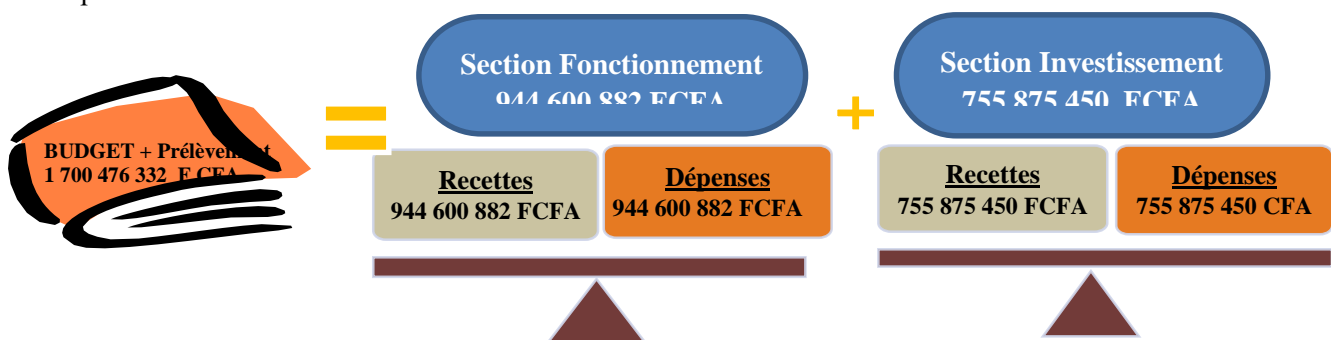 Section Fonctionnement
944 600 882 FCFA
Section Investissement
755 875 450 FCFA
BUDGET + Prélèvement
1 700 476 332 F CFA
=
+
Recettes
944 600 882 FCFA
Dépenses
944 600 882 FCFA
Recettes
755 875 450 FCFA
Dépenses
755 875 450 CFA